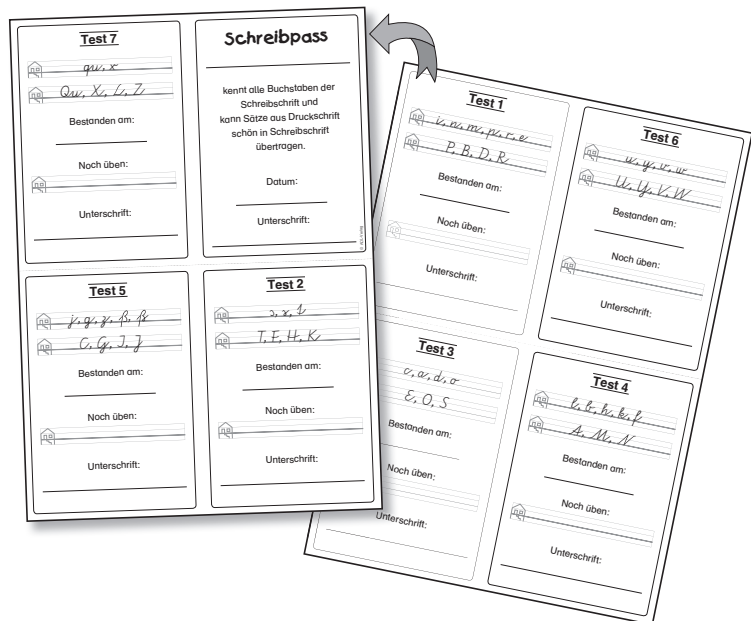 Test 7
qu, x
Qu, X, L, Z
Bestanden am:
Noch üben:
Unterschrift:
Schreibpass
kennt alle Buchstaben der
Schreibschrift und
kann Sätze aus Druckschrift
schön in Schreibschrift
übertragen.
Datum:
Unterschrift:
Test 5
j, g, z, ß, ß
C, G, I, J
Bestanden am:
Noch üben:
Unterschrift:
Test 2
T, F, H, K
Bestanden am:
Noch üben:
Unterschrift:
Test 1
i, n, m, p, r, e
P, B, D, R
Bestanden am:
Noch üben:
Unterschrift:
Test 6
u, y, v, w
U, Y, V, W
Bestanden am:
Noch üben:
Unterschrift:
Test 3
c, a, d, o
E, O, S
Bestanden am:
Noch üben:
Unterschrift:
Test 4
l, b, h, k, f
A, M, N
Bestanden am:
Noch üben:
Unterschrift: